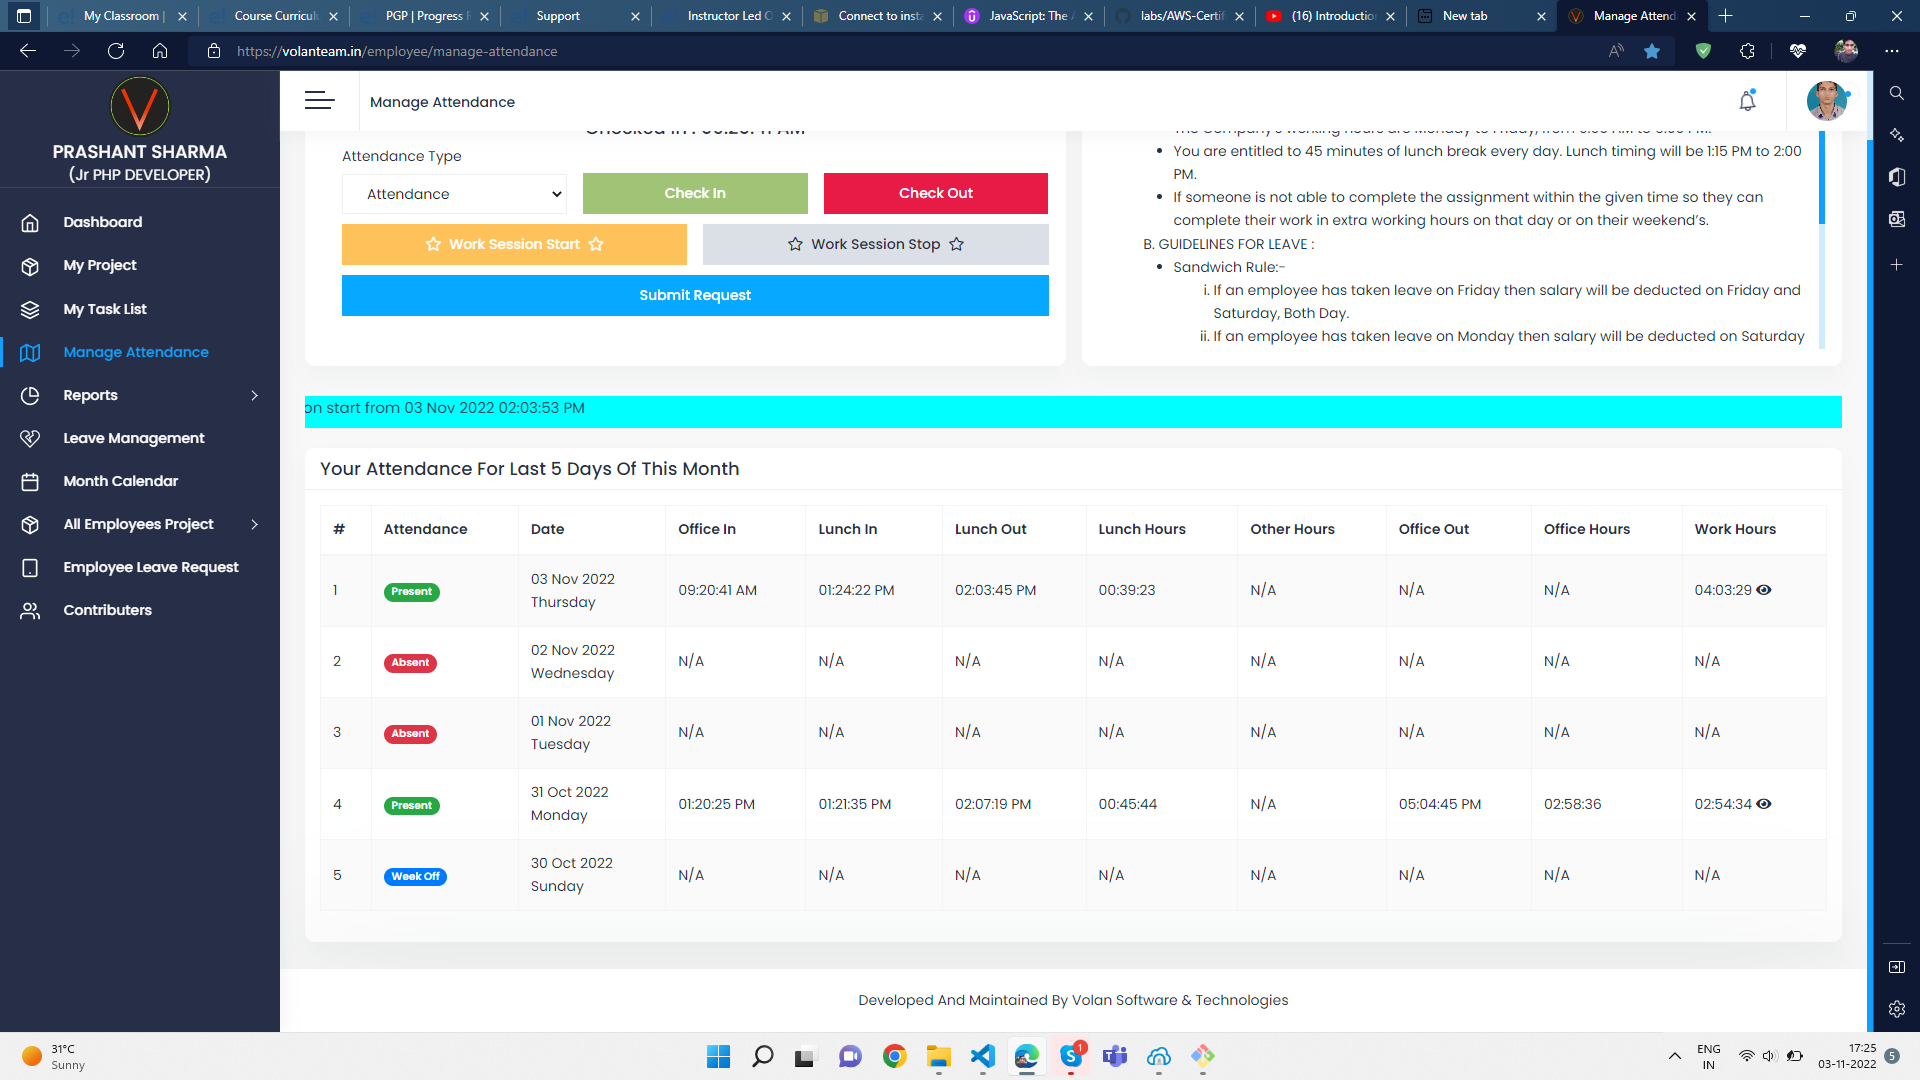 My Classroom |
Course Curricul
PGP | Progress R
Support
Instructor Led O
Connect to insta
JavaScript: The A
labs/AWS-Certif
(16) Introduction
New tab
Manage Attend
https://volanteam.in/employee/manage-attendance
PRASHANT SHARMA
(Jr PHP DEVELOPER)
Dashboard
My Project
My Task List
Manage Attendance
Reports
Leave Management
Month Calendar
All Employees Project
Employee Leave Request
Contributers
Manage Attendance
Attendance Type
Attendance
Check In
Check Out
Work Session Start
Work Session Stop
Submit Request
You are entitled to 45 minutes of lunch break every day. Lunch timing will be 1:15 PM to 2:00
PM.
If someone is not able to complete the assignment within the given time so they can
complete their work in extra working hours on that day or on their weekend's.
B. GUIDELINES FOR LEAVE :
Sandwich Rule:-
i. If an employee has taken leave on Friday then salary will be deducted on Friday and
Saturday, Both Day.
ii. If an employee has taken leave on Monday then salary will be deducted on Saturday
on start from 03 Nov 2022 02:03:53 PM
Your Attendance For Last 5 Days Of This Month
# Attendance Date Office In Lunch In Lunch Out Lunch Hours Other Hours Office Out Office Hours Work Hours
1 Present 03 Nov 2022 Thursday 09:20:41 AM 01:24:22 PM 02:03:45 PM 00:39:23 N/A N/A N/A 04:03:29
2 Absent 02 Nov 2022 Wednesday N/A N/A N/A N/A N/A N/A N/A N/A
3 Absent 01 Nov 2022 Tuesday N/A N/A N/A N/A N/A N/A N/A N/A
4 Present 31 Oct 2022 Monday 01:20:25 PM 01:21:35 PM 02:07:19 PM 00:45:44 N/A 05:04:45 PM 02:58:36 02:54:34
5 Week Off 30 Oct 2022 Sunday N/A N/A N/A N/A N/A N/A N/A N/A
Developed And Maintained By Volan Software & Technologies
31°C
Sunny
1
ENG
IN
17:25
03-11-2022
5